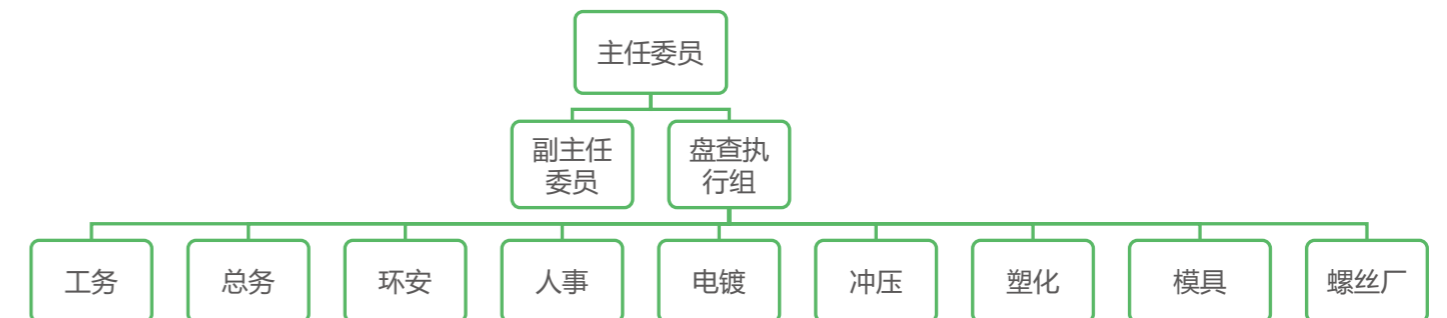 主任委员
副主任
委员
盘查执
行组
工务
总务
环安
人事
电镀
冲压
塑化
模具
螺丝厂